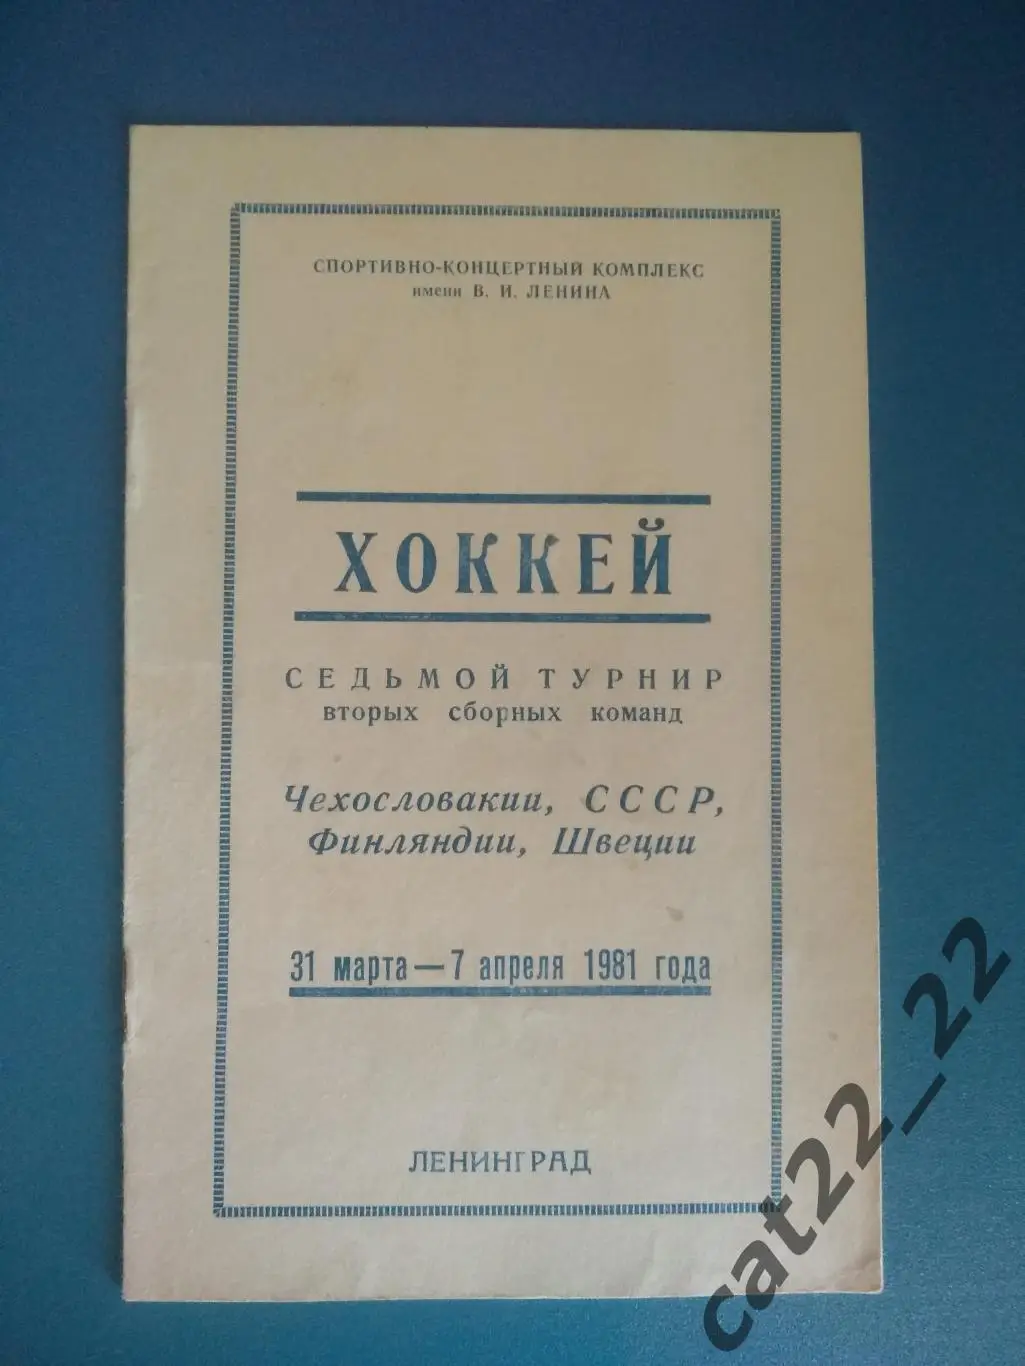 СПОРТИВНО-КОНЦЕРТНЫЙ КОМПЛЕКС
имени В. И. ЛЕНИНА
ХОККЕЙ
СЕДЬМОЙ ТУРНИР
вторых сборных команд
Чехословакии, СССР,
Финляндии, Швеции
31 марта — 7 апреля 1981 года
ЛЕНИНГРАД
cat22_22